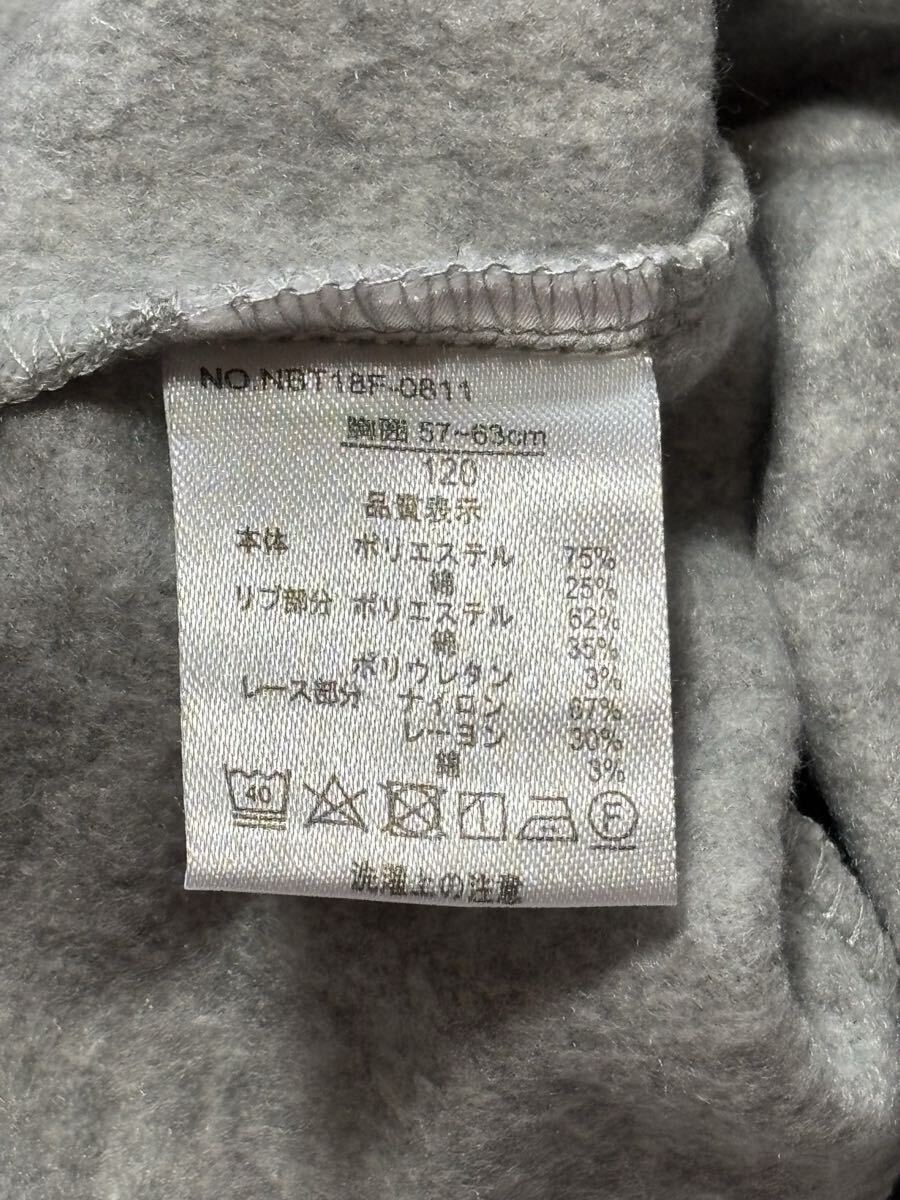 NO.NBT18F-0811
胸囲 57~63cm
120
品質表示
本体 ポリエステル 75%
綿 25%
リブ部分 ポリエステル 62%
綿 35%
ポリウレタン 3%
レース部分 ナイロン 67%
レーヨン 30%
綿 3%
40 F
洗濯上の注意